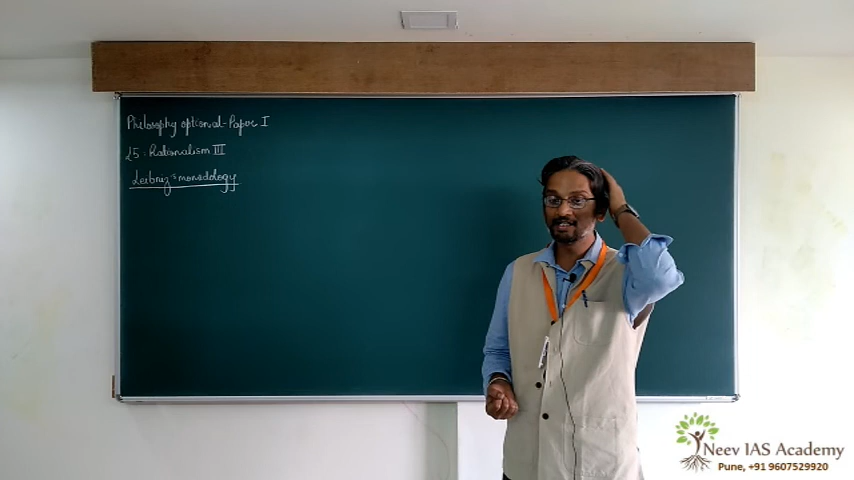 Philosophy optional - Paper I
L5 : Rationalism III
Leibniz's monadology
Neev IAS Academy
Pune, +91 9607529920